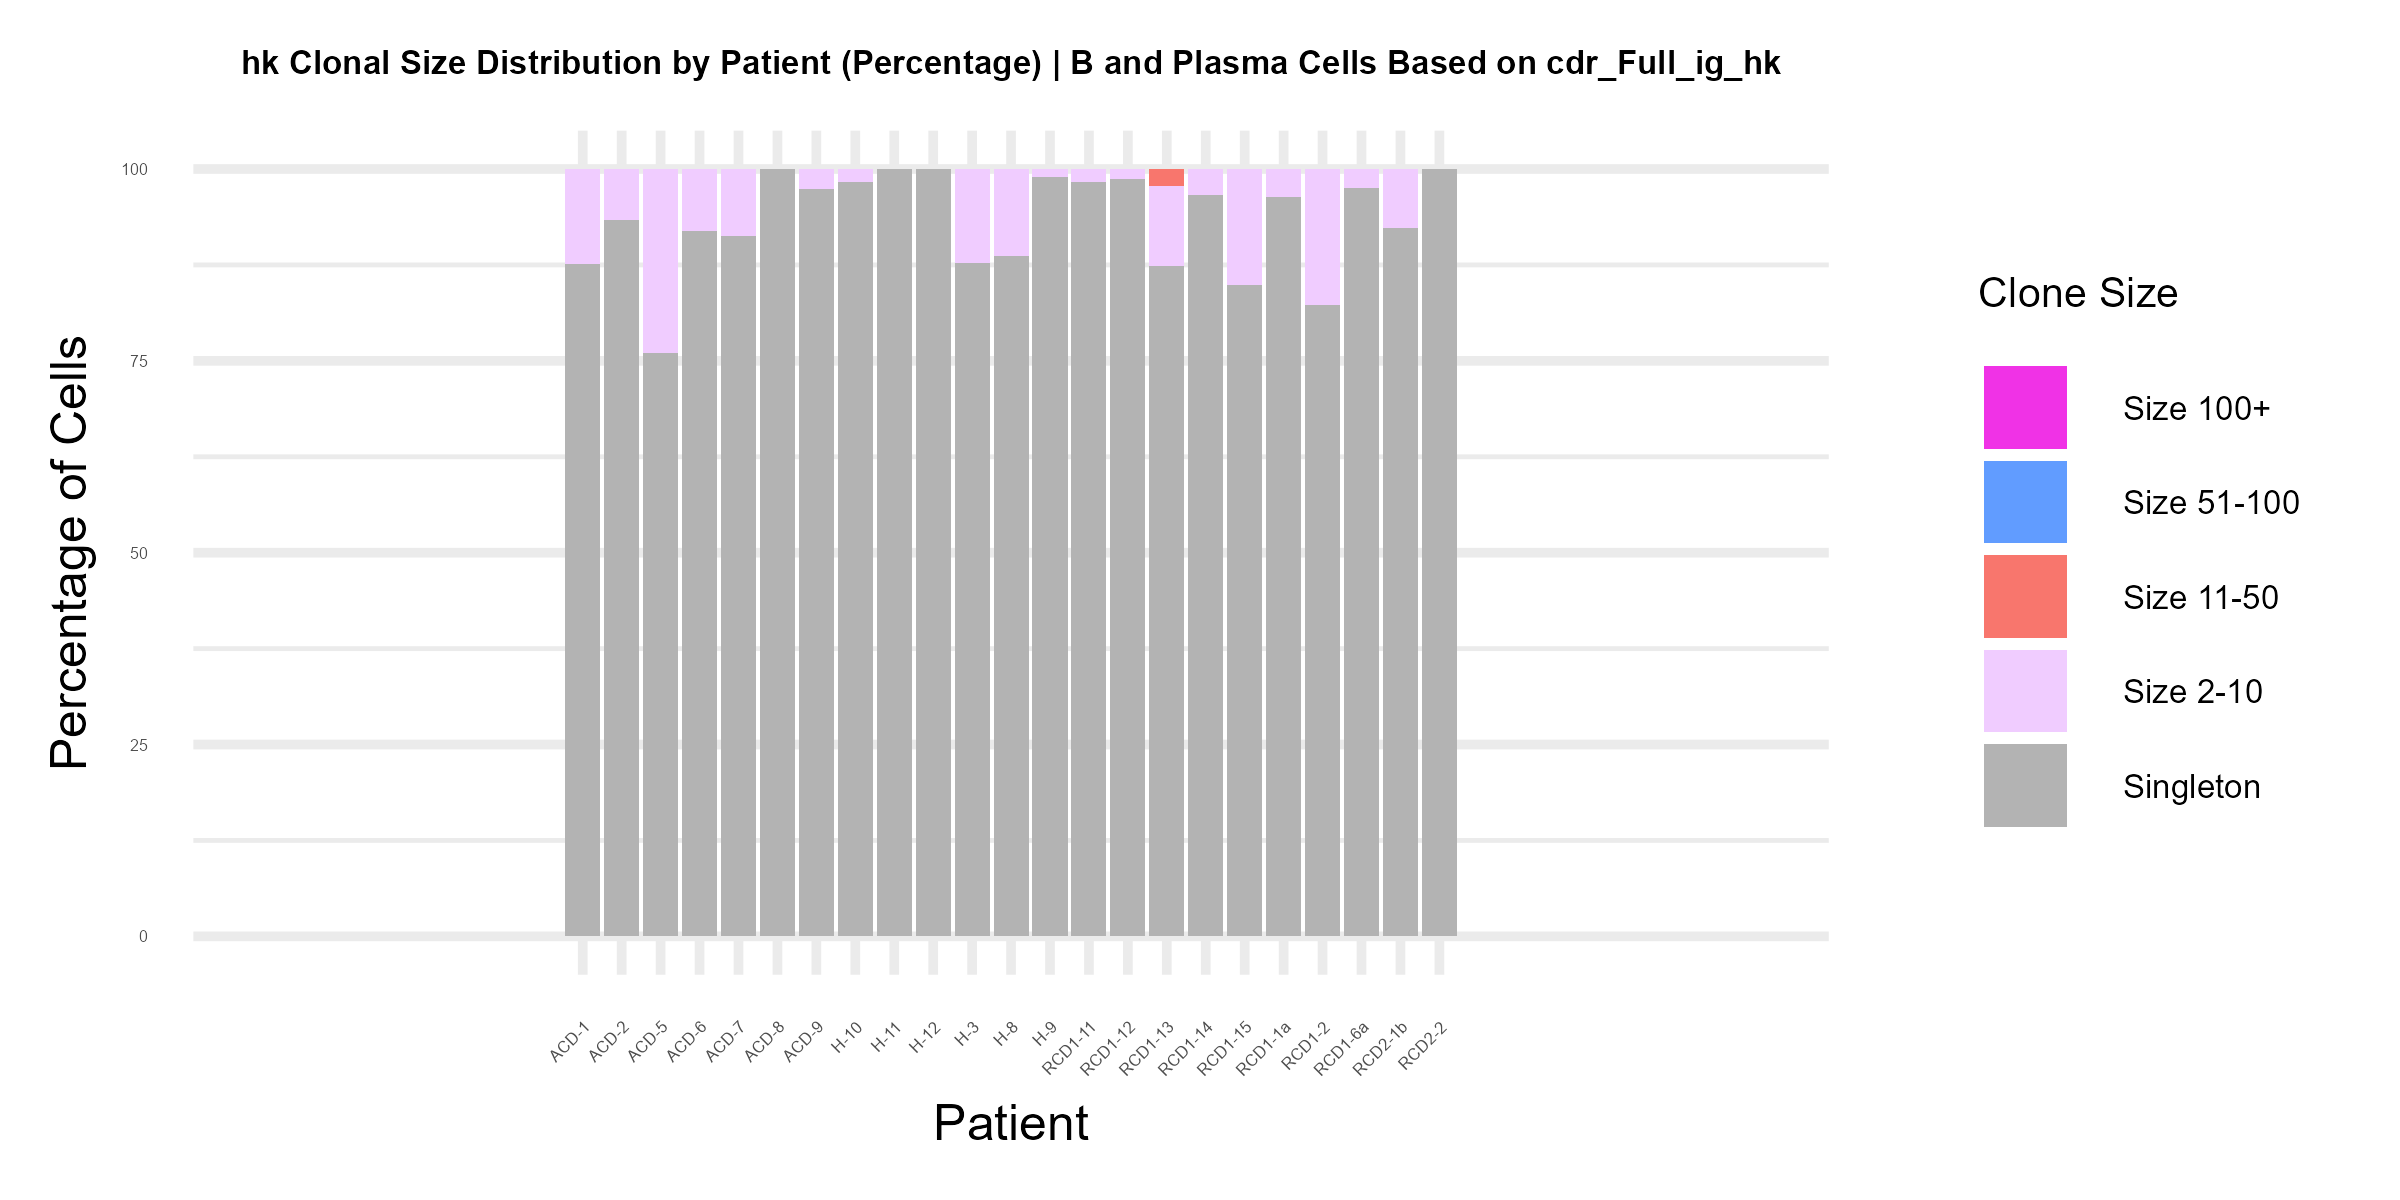 hk Clonal Size Distribution by Patient (Percentage) | B and Plasma Cells Based on cdr_Full_ig_hk
Percentage of Cells
100
75
50
25
0
ACD-1
ACD-2
ACD-5
ACD-6
ACD-7
ACD-8
ACD-9
H-10
H-11
H-12
H-3
H-8
H-9
RCD1-11
RCD1-12
RCD1-13
RCD1-14
RCD1-15
RCD1-1a
RCD1-2
RCD1-6a
RCD2-1b
RCD2-2
Patient
Clone Size
Size 100+
Size 51-100
Size 11-50
Size 2-10
Singleton